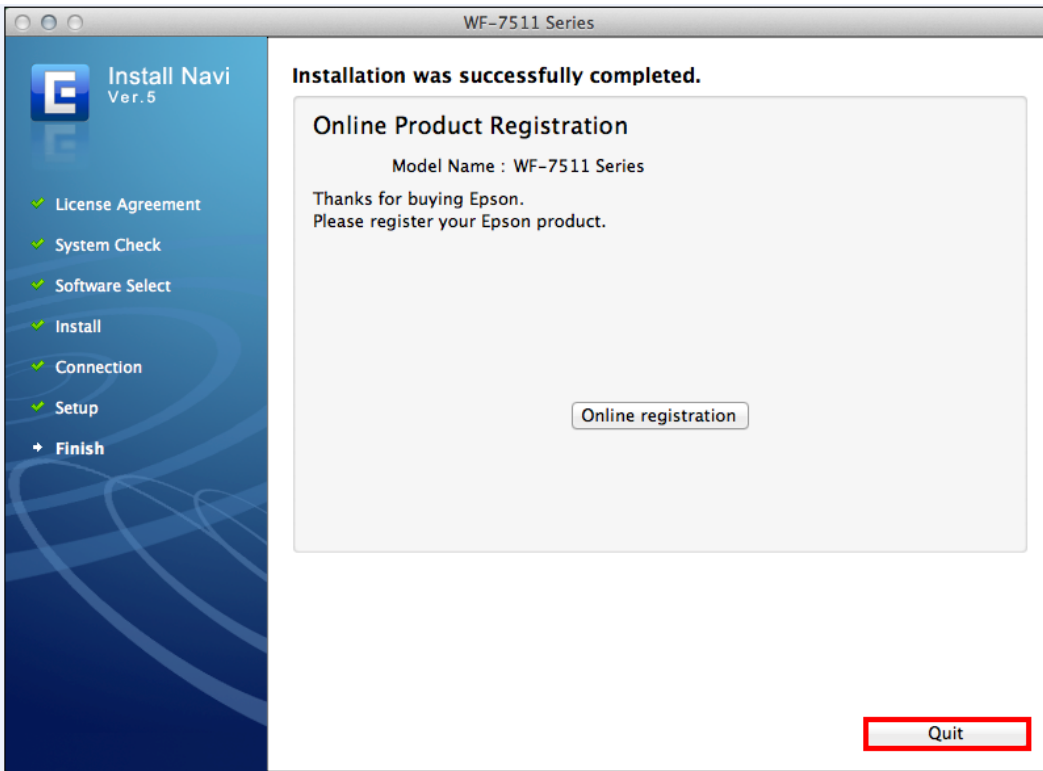 WF-7511 Series
Install Navi
Ver.5
License Agreement
System Check
Software Select
Install
Connection
Setup
Finish
Installation was successfully completed.
Online Product Registration
Model Name : WF-7511 Series
Thanks for buying Epson.
Please register your Epson product.
Online registration
Quit